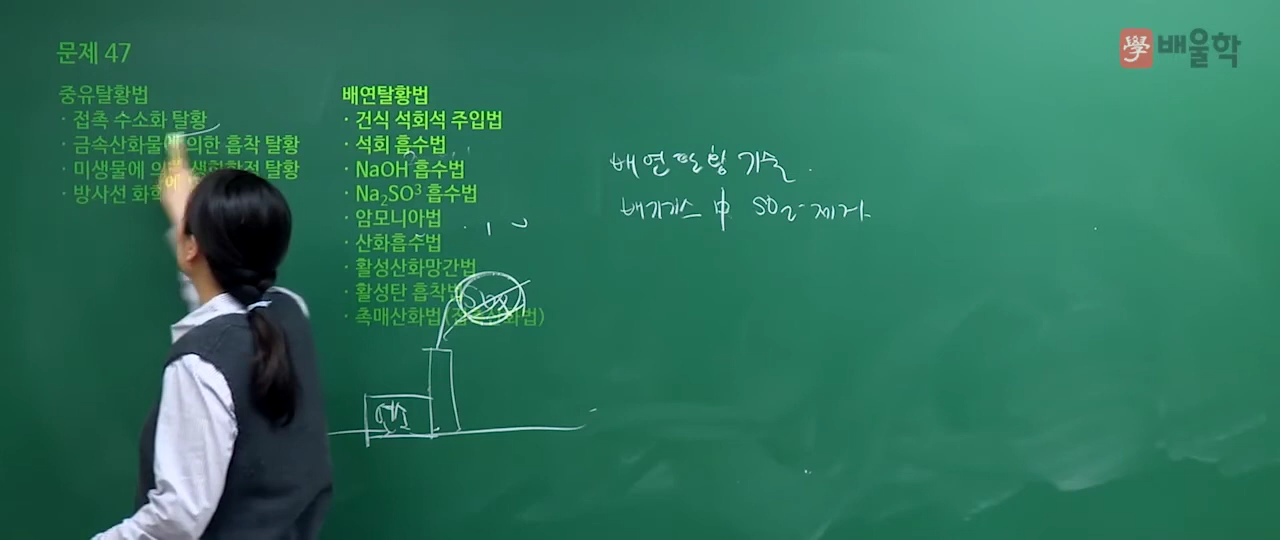 문제 47
學 배울학
중유탈황법
· 접촉 수소화 탈황
· 금속산화물에 의한 흡착 탈황
· 미생물에 의한 생화학적 탈황
· 방사선 화학
배연탈황법
· 건식 석회석 주입법
· 석회 흡수법
· NaOH 흡수법
· Na₂SO³ 흡수법
· 암모니아법
· 산화흡수법
· 활성산화망간법
· 활성탄 흡착법
· 촉매산화법 (접촉산화법)
배연탈황 기술.
배기가스 中 SO₂ 제거